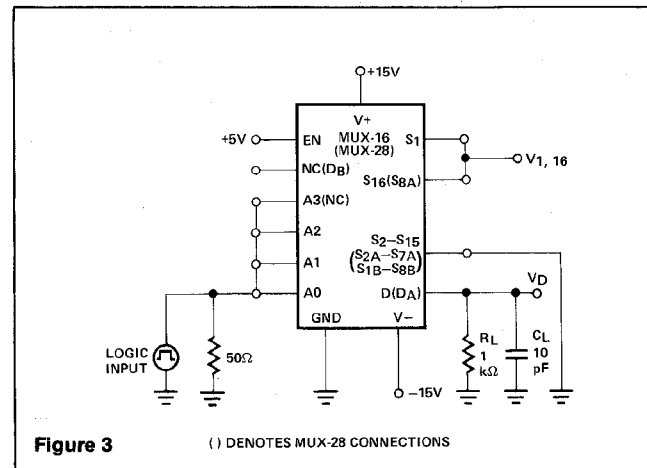 +15V
V+
+5V
EN
MUX-16
(MUX-28)
S1
NC(DB)
V1, 16
S16(S8A)
A3(NC)
A2
S2–S15
(S2A–S7A)
(S1B–S8B)
A1
A0
D(DA)
VD
GND
V–
LOGIC
INPUT
50Ω
RL
1
kΩ
CL
10
pF
–15V
Figure 3
( ) DENOTES MUX-28 CONNECTIONS